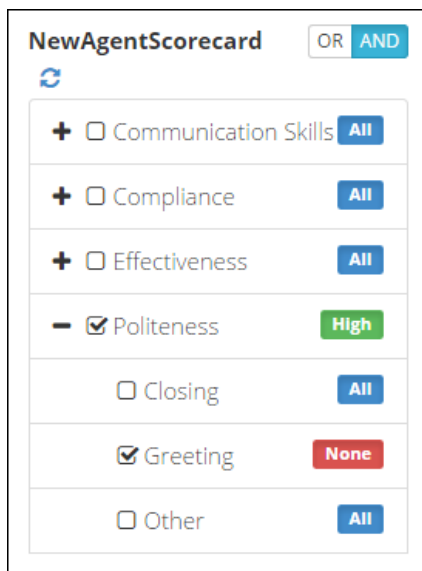 NewAgentScorecard OR AND
Communication Skills All
Compliance All
Effectiveness All
Politeness High
Closing All
Greeting None
Other All